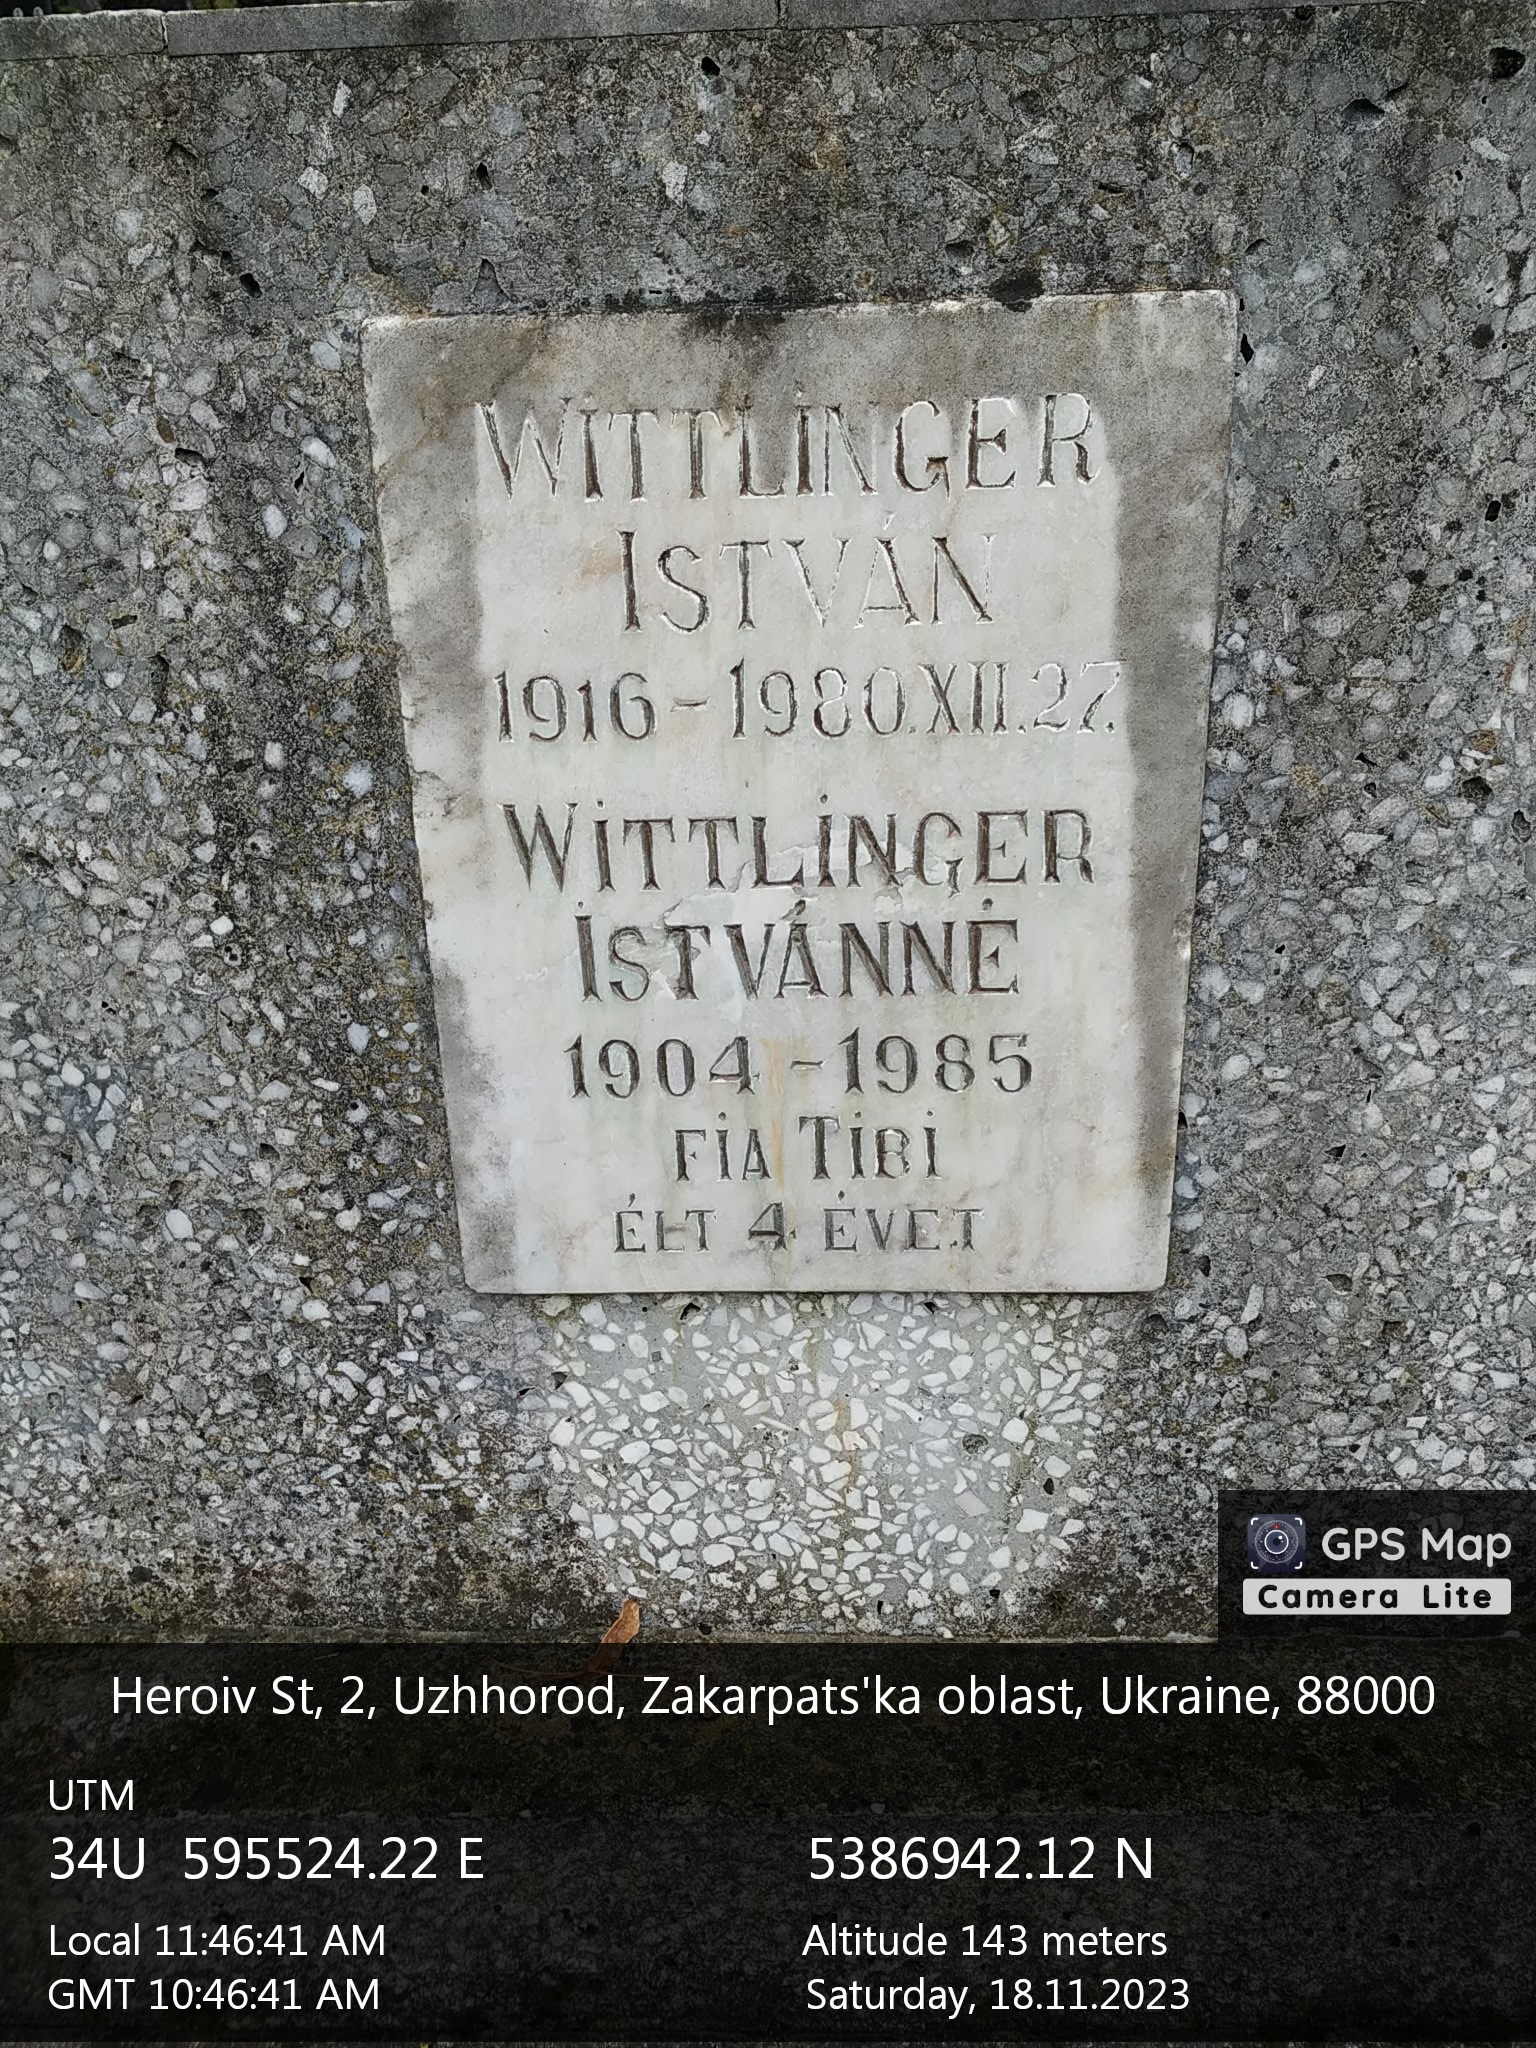 WITTLINGER
ISTVÁN
1916-1980.XII.27.
WITTLINGER
ISTVÁNNÉ
1904-1985
FIA TIBI
ÉLT 4 ÉVET
GPS Map
Camera Lite
Heroiv St, 2, Uzhhorod, Zakarpats'ka oblast, Ukraine, 88000
UTM
34U 595524.22 E 5386942.12 N
Local 11:46:41 AM Altitude 143 meters
GMT 10:46:41 AM Saturday, 18.11.2023